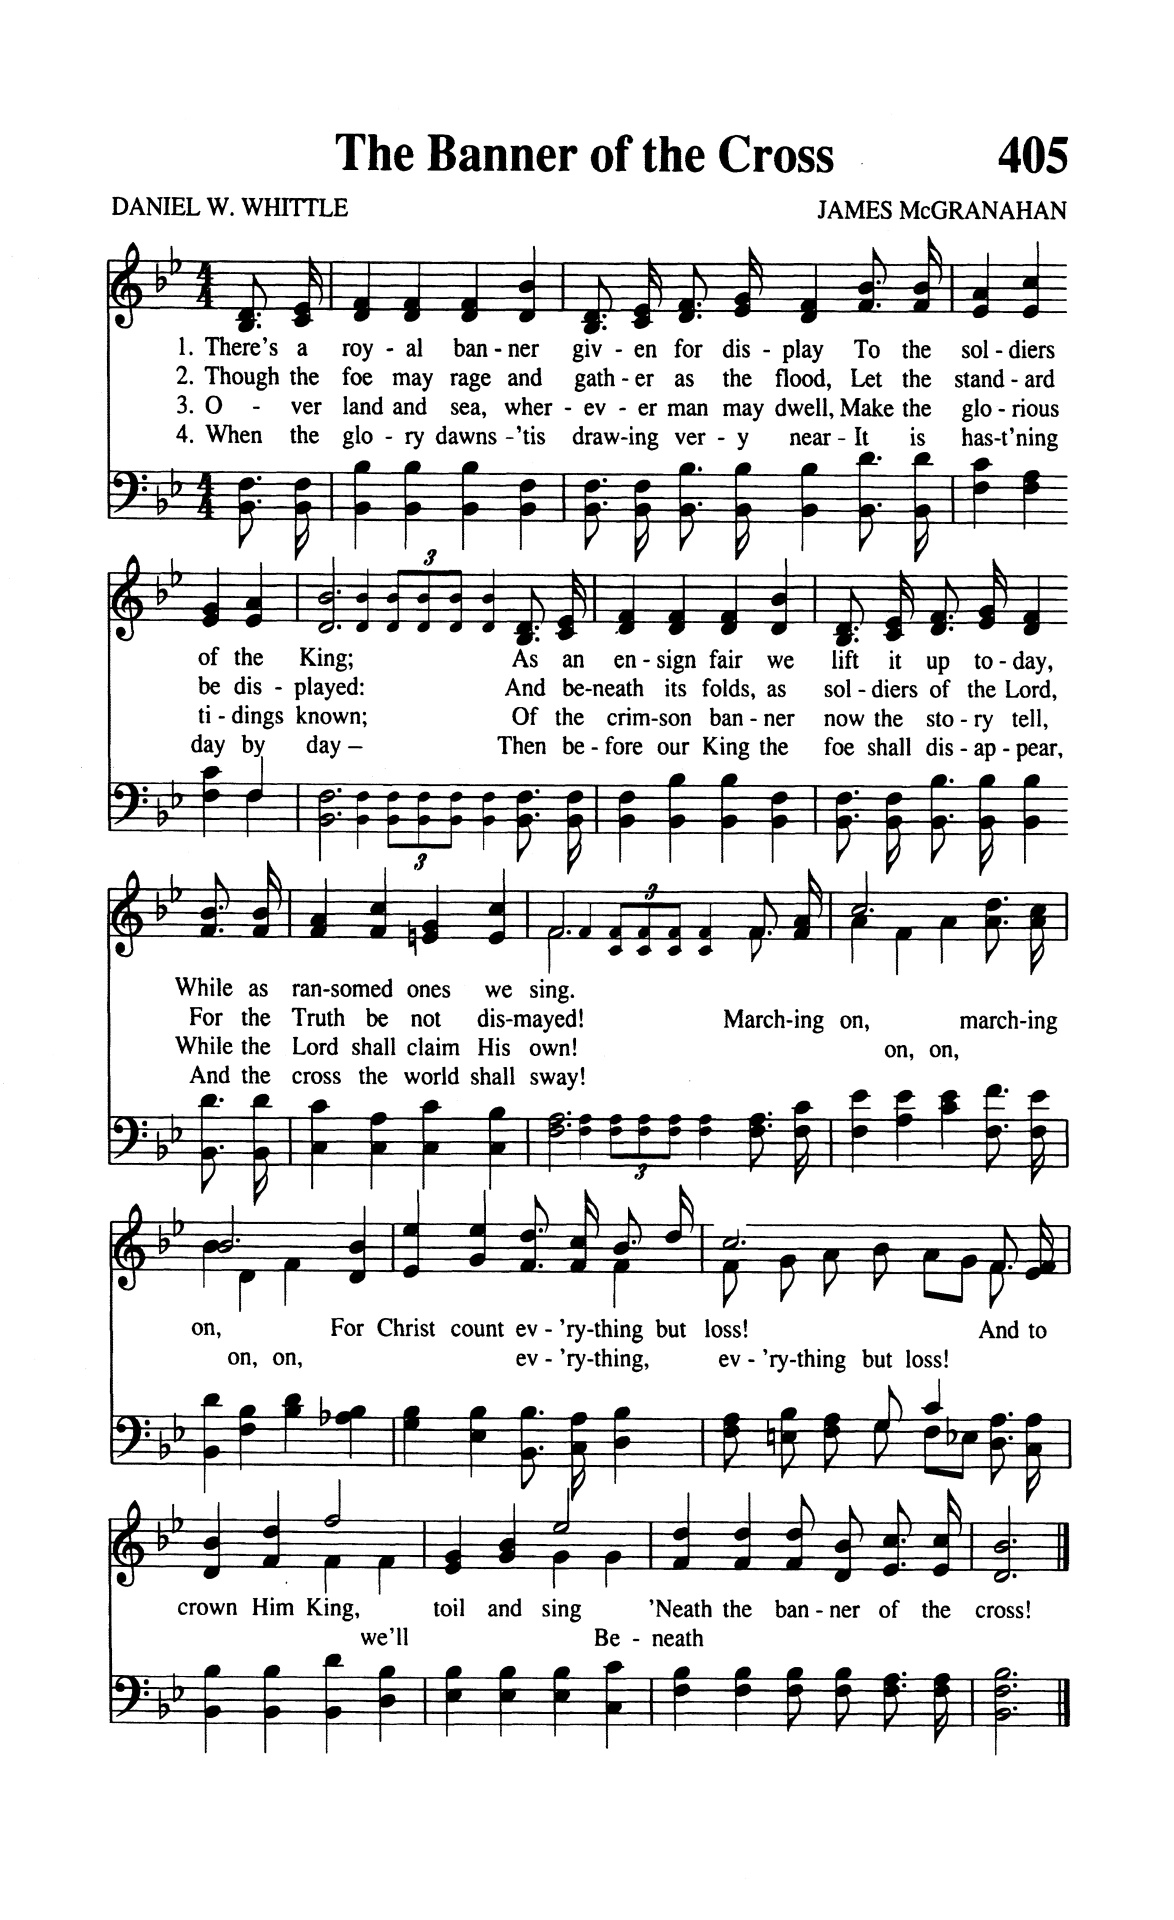 The Banner of the Cross 405
DANIEL W. WHITTLE JAMES McGRANAHAN
1. There's a roy - al ban - ner giv - en for dis - play To the sol - diers
2. Though the foe may rage and gath - er as the flood, Let the stand - ard
3. O - ver land and sea, wher - ev - er man may dwell, Make the glo - rious
4. When the glo - ry dawns - 'tis draw-ing ver - y near - It is has-t'ning
3
of the King; As an en - sign fair we lift it up to - day,
be dis - played: And be-neath its folds, as sol - diers of the Lord,
ti - dings known; Of the crim-son ban - ner now the sto - ry tell,
day by day – Then be - fore our King the foe shall dis - ap - pear,
3
3
While as ran-somed ones we sing.
For the Truth be not dis-mayed! March-ing on, march-ing
While the Lord shall claim His own! on, on,
And the cross the world shall sway!
3
on, For Christ count ev - 'ry-thing but loss! And to
on, on, ev - 'ry-thing, ev - 'ry-thing but loss!
crown Him King, toil and sing 'Neath the ban - ner of the cross!
we'll Be - neath